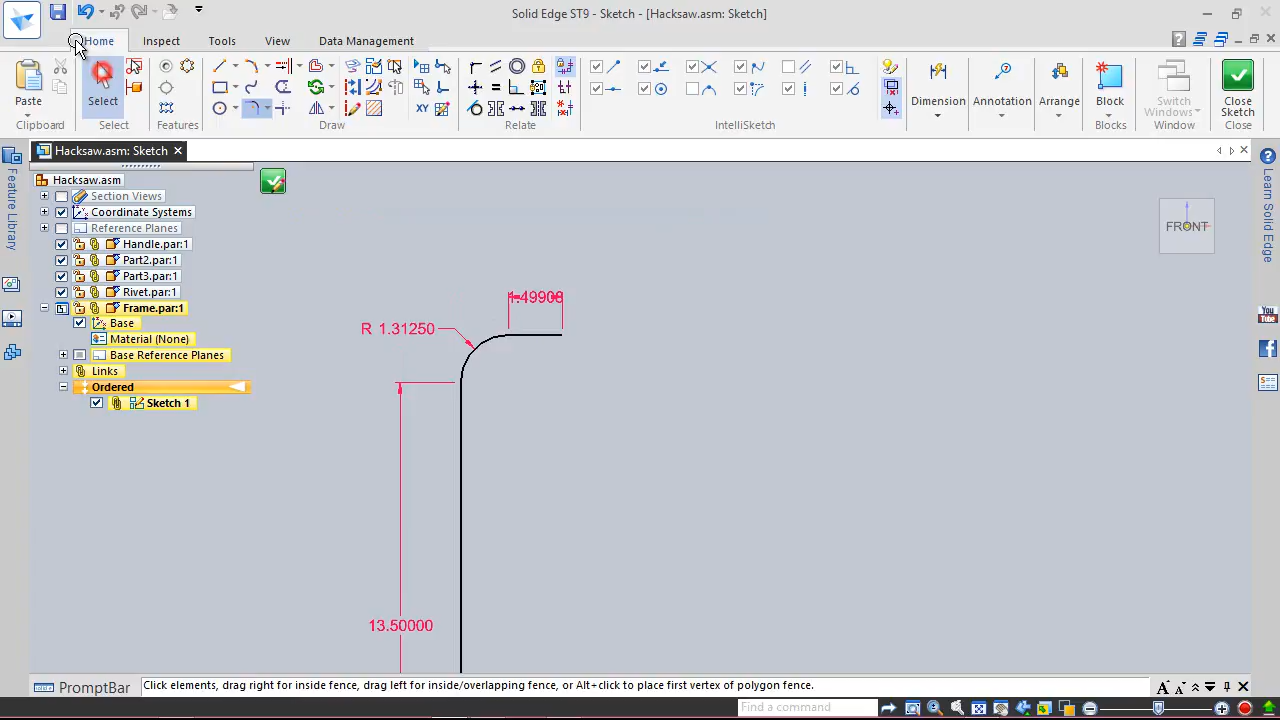 Solid Edge ST9 - Sketch - [Hacksaw.asm: Sketch]
Home Inspect Tools View Data Management
Paste Select Dimension Annotation Arrange Block Switch Windows Close Sketch
Clipboard Select Features Draw Relate IntelliSketch Blocks Window Close
Hacksaw.asm: Sketch
Hacksaw.asm
Section Views
Coordinate Systems
Reference Planes
Handle.par:1
Part2.par:1
Part3.par:1
Rivet.par:1
Frame.par:1
Base
Material (None)
Base Reference Planes
Links
Ordered
Sketch 1
Feature Library
Learn Solid Edge
You Tube
FRONT
R 1.31250
13.50000
PromptBar
Click elements, drag right for inside fence, drag left for inside/overlapping fence, or Alt+click to place first vertex of polygon fence.
Find a command